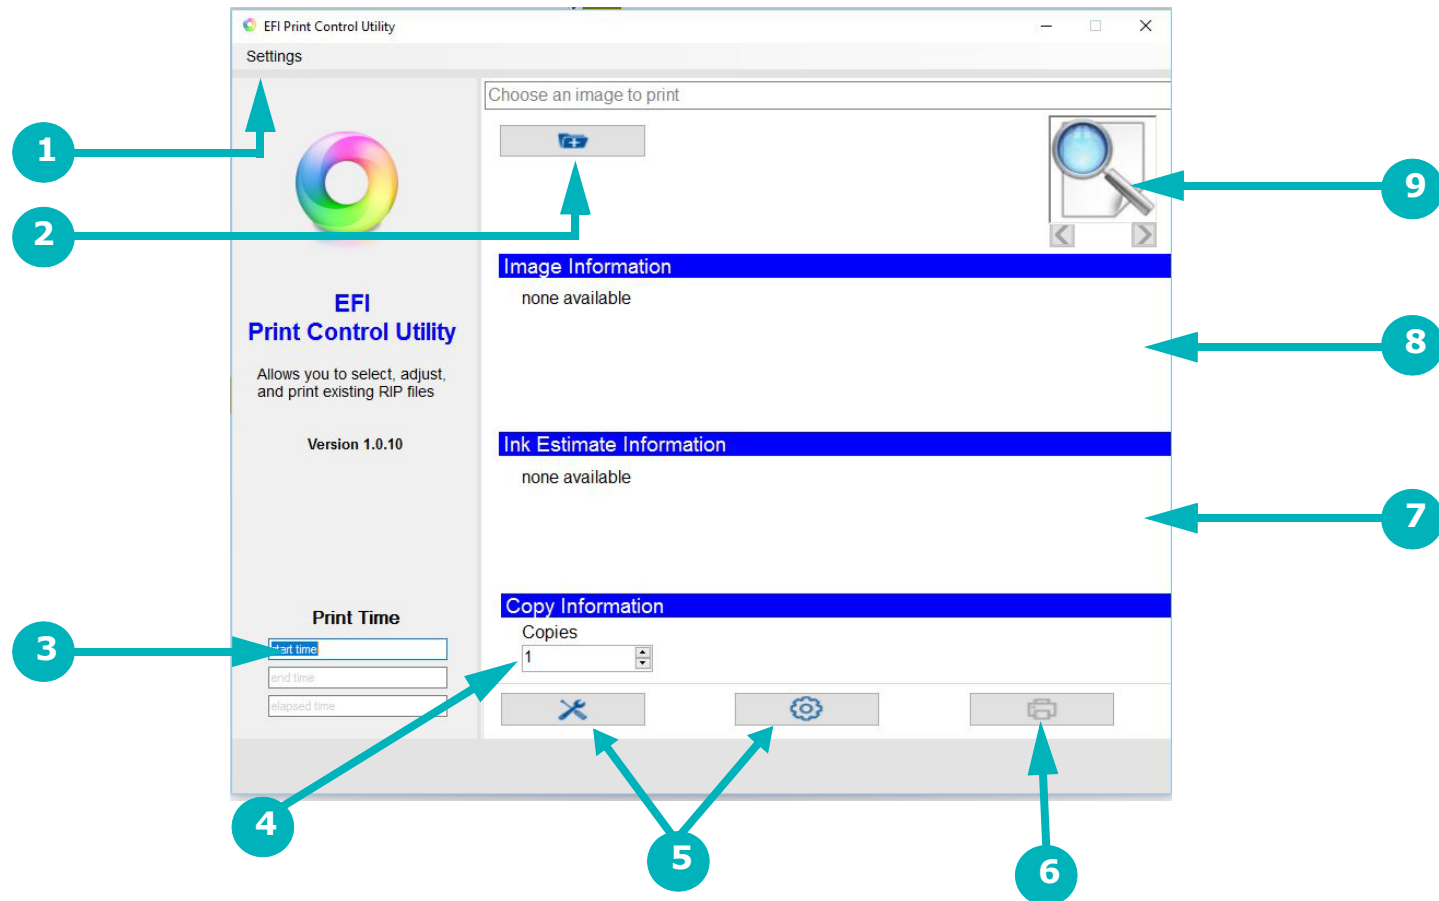 EFI Print Control Utility
Settings
Choose an image to print
1
2
9
Image Information
none available
EFI
Print Control Utility
8
Allows you to select, adjust,
and print existing RIP files
Version 1.0.10
Ink Estimate Information
none available
7
Print Time
Copy Information
Copies
3
start time
1
end time
elapsed time
4
5
6